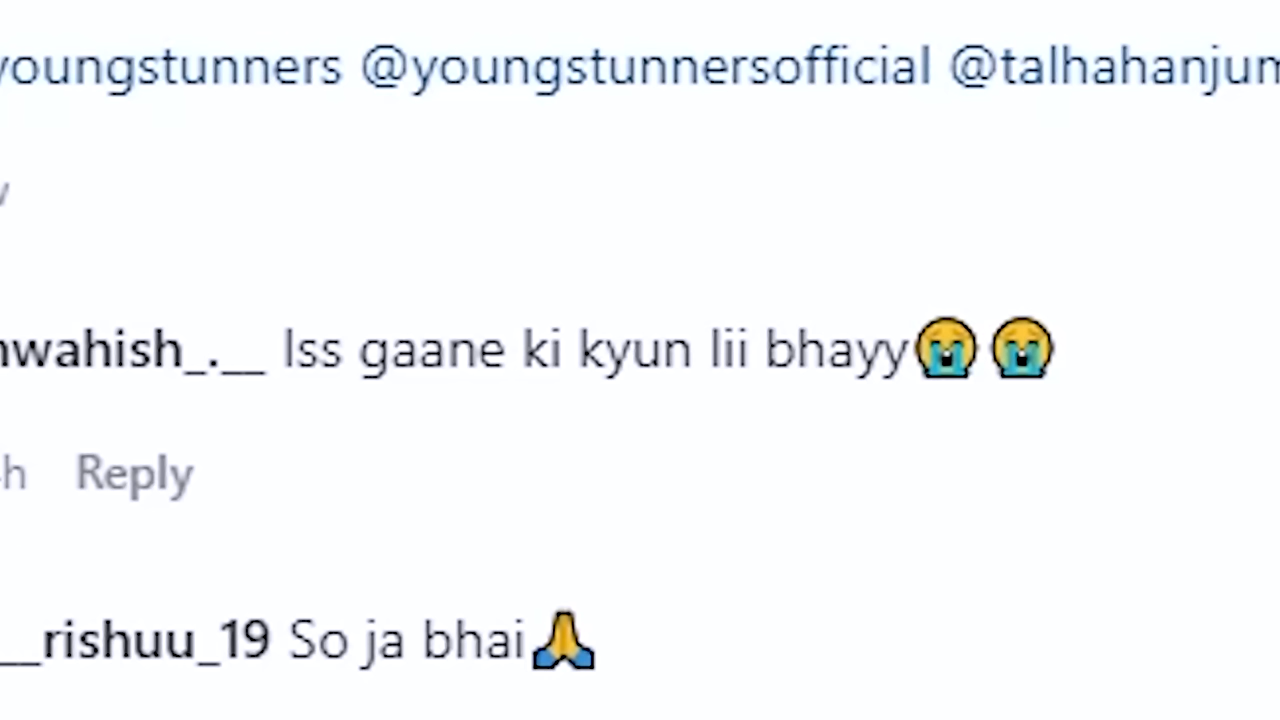 youngstunners @youngstunnersofficial @talhahanjum
nwahish_.__ Iss gaane ki kyun lii bhayy😭😭
h Reply
__rishuu_19 So ja bhai🙏